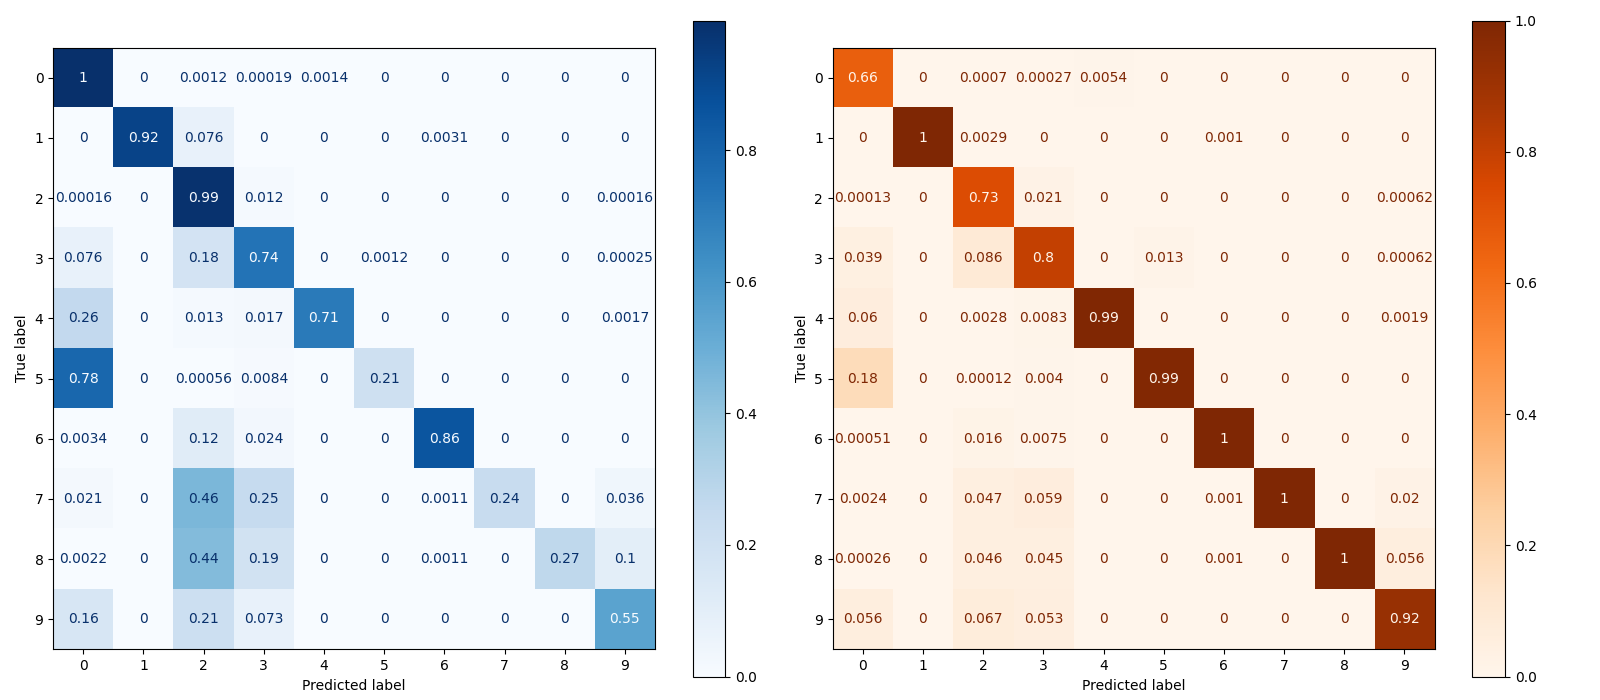 0 1 0 0.0012 0.00019 0.0014 0 0 0 0 0
1 0 0.92 0.076 0 0 0 0.0031 0 0 0
2 0.00016 0 0.99 0.012 0 0 0 0 0 0.00016
3 0.076 0 0.18 0.74 0 0.0012 0 0 0 0.00025
4 0.26 0 0.013 0.017 0.71 0 0 0 0 0.0017
5 0.78 0 0.00056 0.0084 0 0.21 0 0 0 0
6 0.0034 0 0.12 0.024 0 0 0.86 0 0 0
7 0.021 0 0.46 0.25 0 0 0.0011 0.24 0 0.036
8 0.0022 0 0.44 0.19 0 0 0.0011 0 0.27 0.1
9 0.16 0 0.21 0.073 0 0 0 0 0 0.55
0 1 2 3 4 5 6 7 8 9
Predicted label
True label
0.8
0.6
0.4
0.2
0.0
0 0.66 0 0.0007 0.00027 0.0054 0 0 0 0 0
1 0 1 0.0029 0 0 0 0.001 0 0 0
2 0.00013 0 0.73 0.021 0 0 0 0 0 0.00062
3 0.039 0 0.086 0.8 0 0.013 0 0 0 0.00062
4 0.06 0 0.0028 0.0083 0.99 0 0 0 0 0.0019
5 0.18 0 0.00012 0.004 0 0.99 0 0 0 0
6 0.00051 0 0.016 0.0075 0 0 1 0 0 0
7 0.0024 0 0.047 0.059 0 0 0.001 1 0 0.02
8 0.00026 0 0.046 0.045 0 0 0.001 0 1 0.056
9 0.056 0 0.067 0.053 0 0 0 0 0 0.92
0 1 2 3 4 5 6 7 8 9
Predicted label
True label
1.0
0.8
0.6
0.4
0.2
0.0